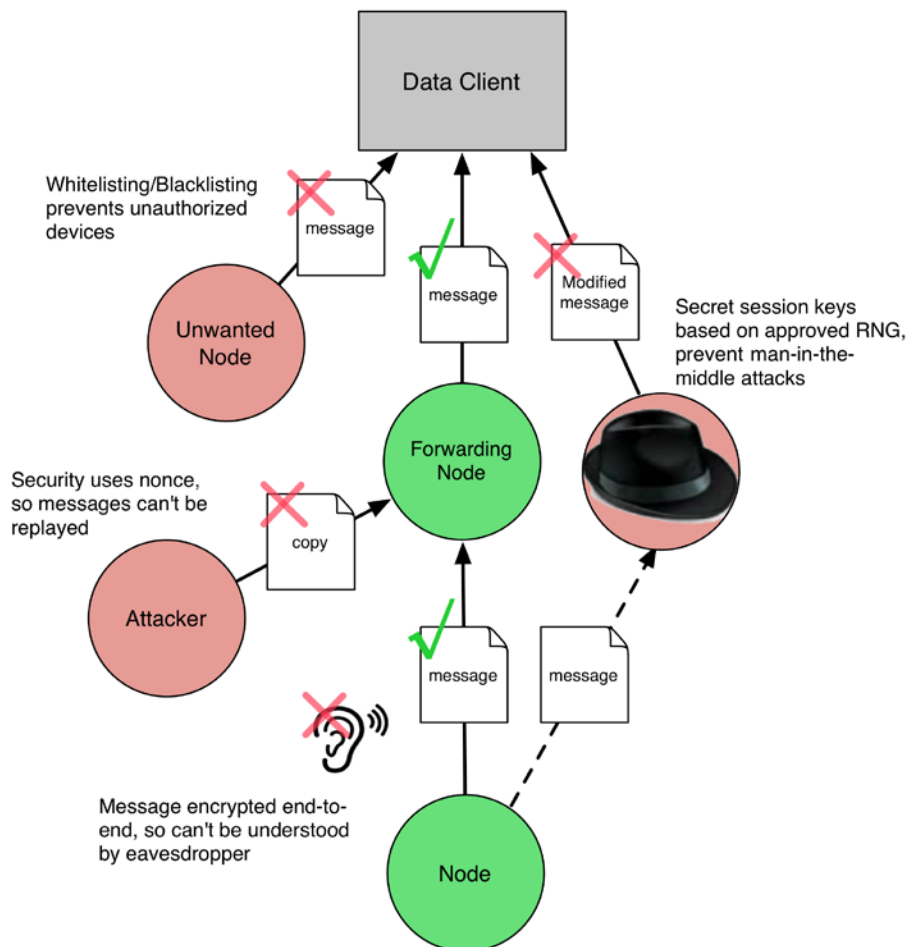 Data Client
Whitelisting/Blacklisting
prevents unauthorized
devices
message
message
Modified
message
Unwanted
Node
Secret session keys
based on approved RNG,
prevent man-in-the-
middle attacks
Forwarding
Node
Security uses nonce,
so messages can't be
replayed
copy
Attacker
message
message
Message encrypted end-to-
end, so can't be understood
by eavesdropper
Node